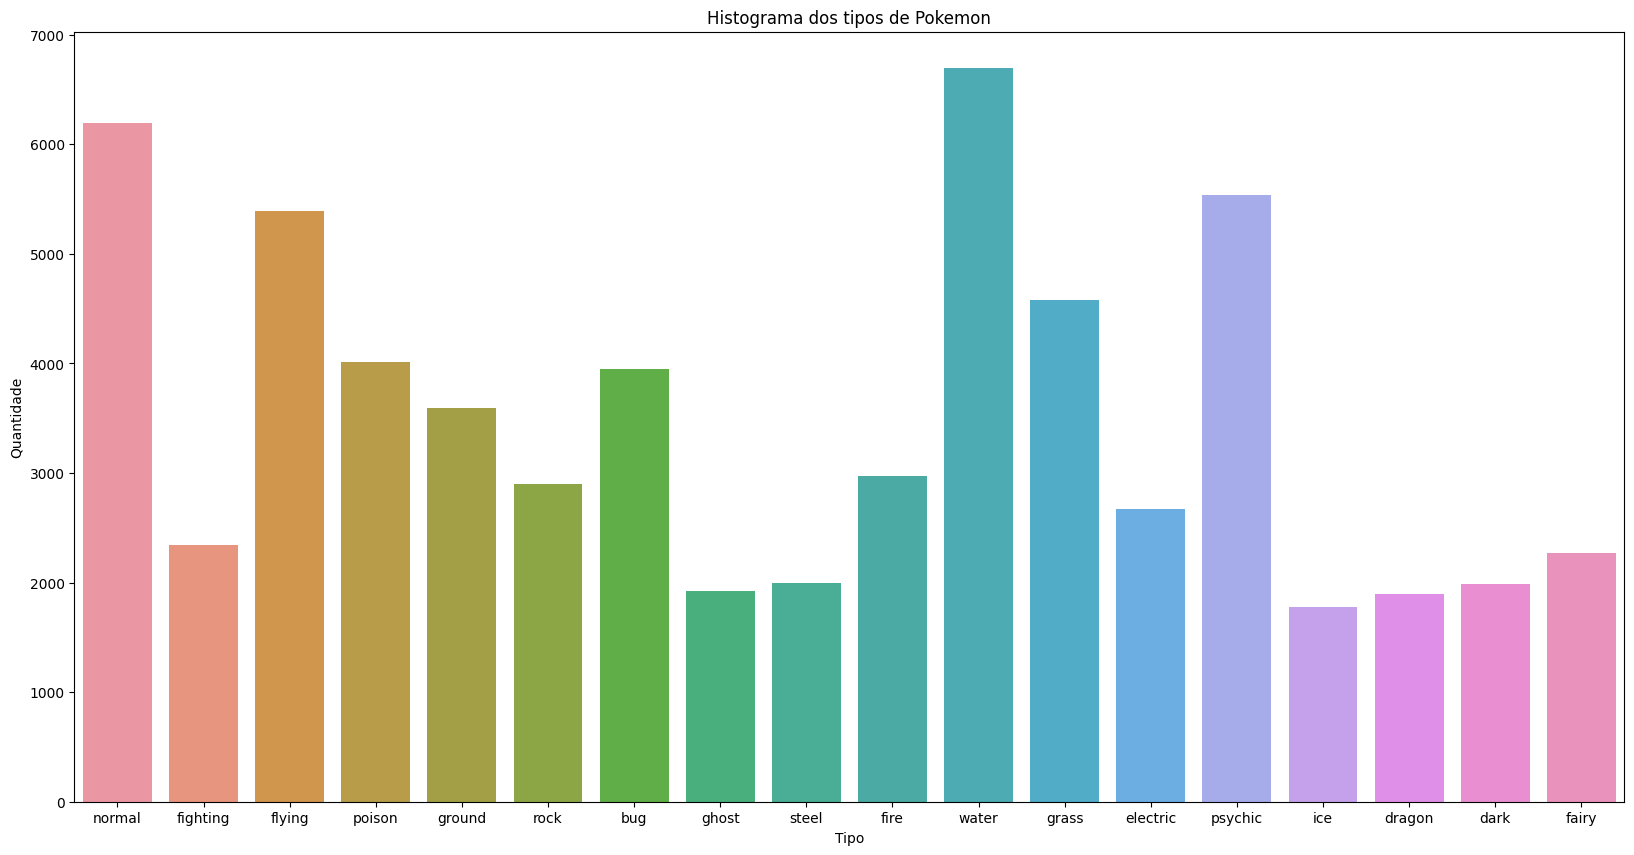 Histograma dos tipos de Pokemon
7000
6000
5000
4000
3000
2000
1000
0
Quantidade
normal fighting flying poison ground rock bug ghost steel fire water grass electric psychic ice dragon dark fairy
Tipo